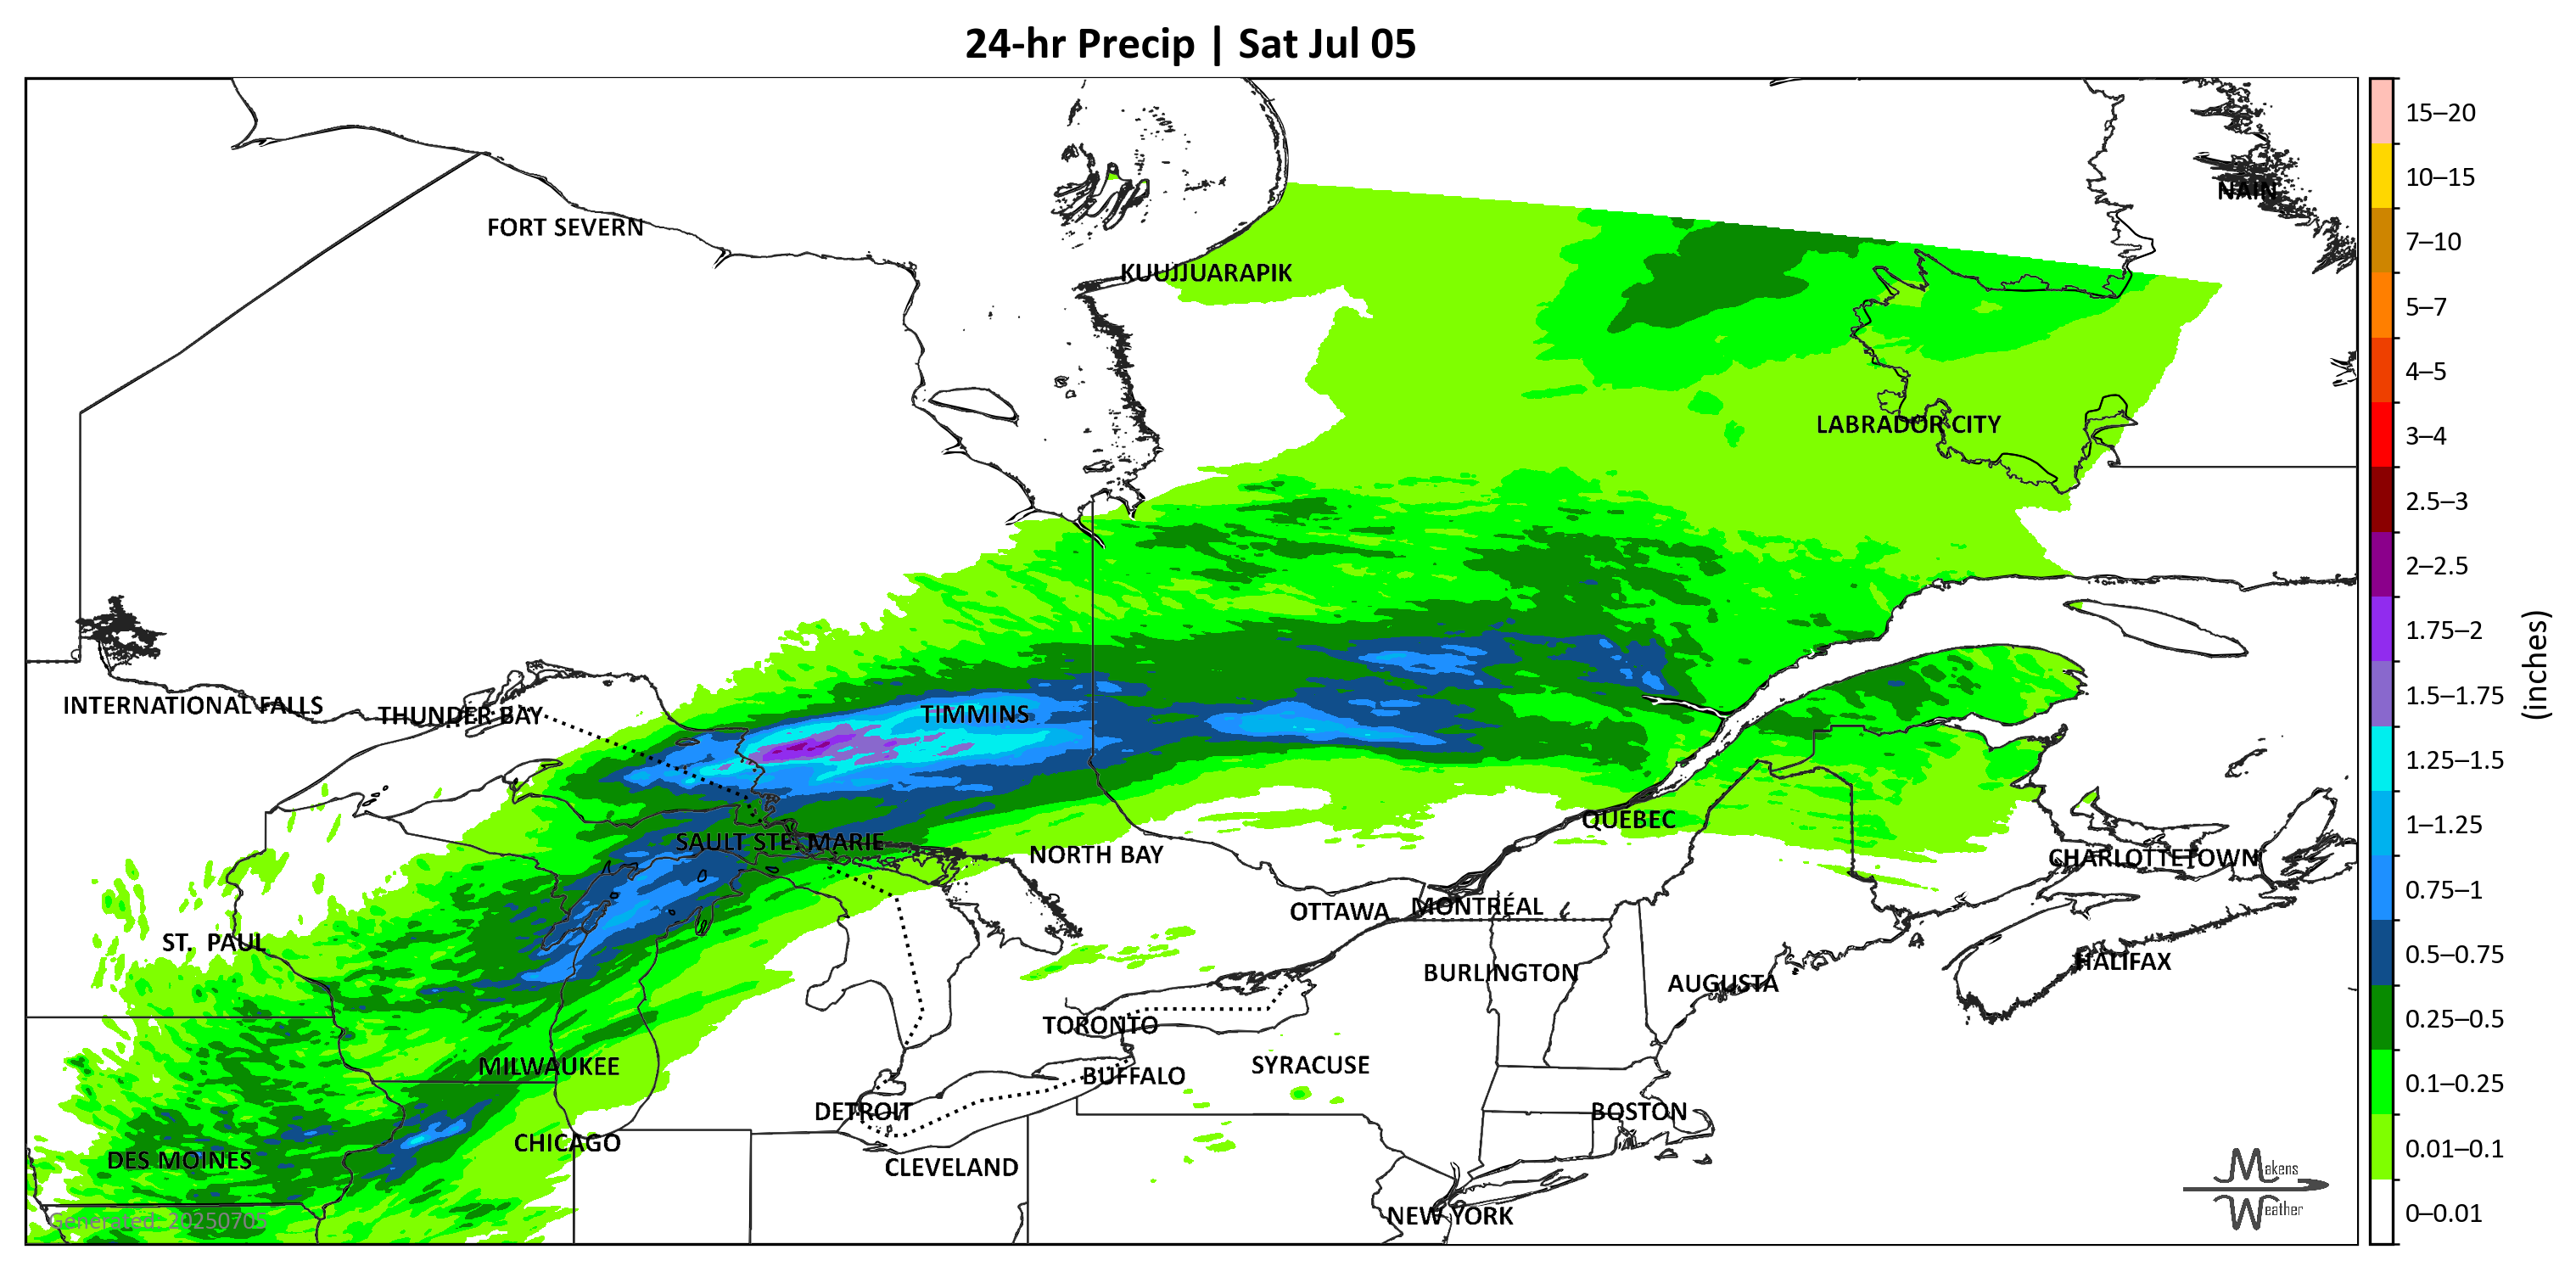 24-hr Precip | Sat Jul 05
NAIN
FORT SEVERN
KUUJJUARAPIK
LABRADOR CITY
INTERNATIONAL FALLS
THUNDER BAY
TIMMINS
QUEBEC
SAULT STE. MARIE
NORTH BAY
CHARLOTTETOWN
OTTAWA
MONTRÉAL
ST. PAUL
HALIFAX
BURLINGTON
AUGUSTA
TORONTO
MILWAUKEE
SYRACUSE
BUFFALO
DETROIT
BOSTON
CHICAGO
DES MOINES
CLEVELAND
NEW YORK
Generated: 20250705
Makens
Weather
15–20
10–15
7–10
5–7
4–5
3–4
2.5–3
2–2.5
1.75–2
1.5–1.75
1.25–1.5
1–1.25
0.75–1
0.5–0.75
0.25–0.5
0.1–0.25
0.01–0.1
0–0.01
(inches)